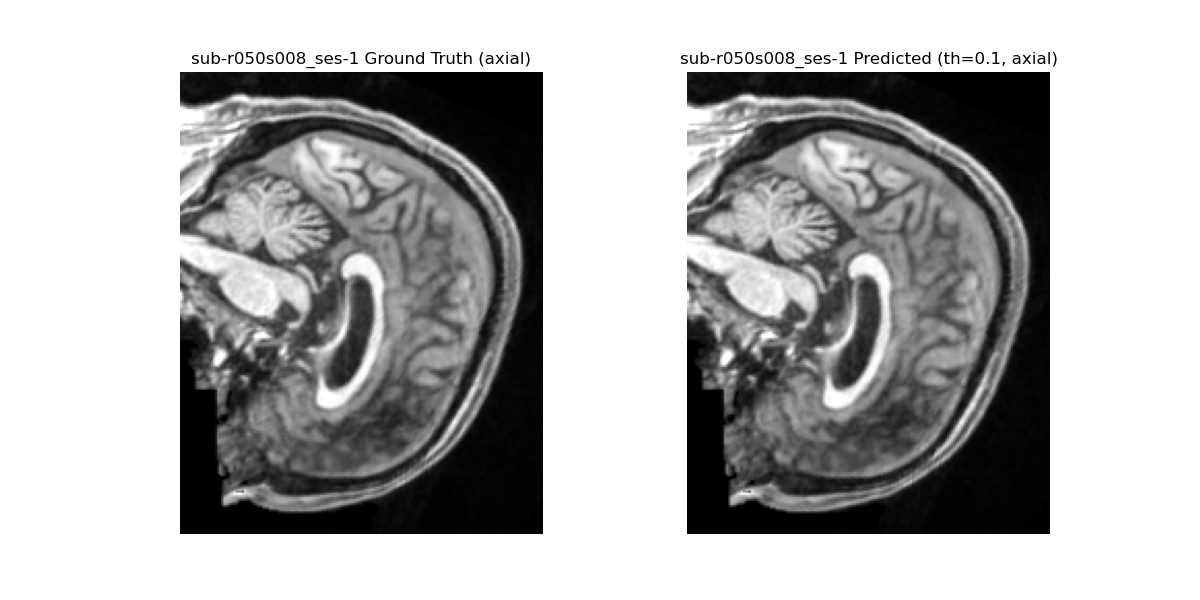 sub-r050s008_ses-1 Ground Truth (axial)
sub-r050s008_ses-1 Predicted (th=0.1, axial)